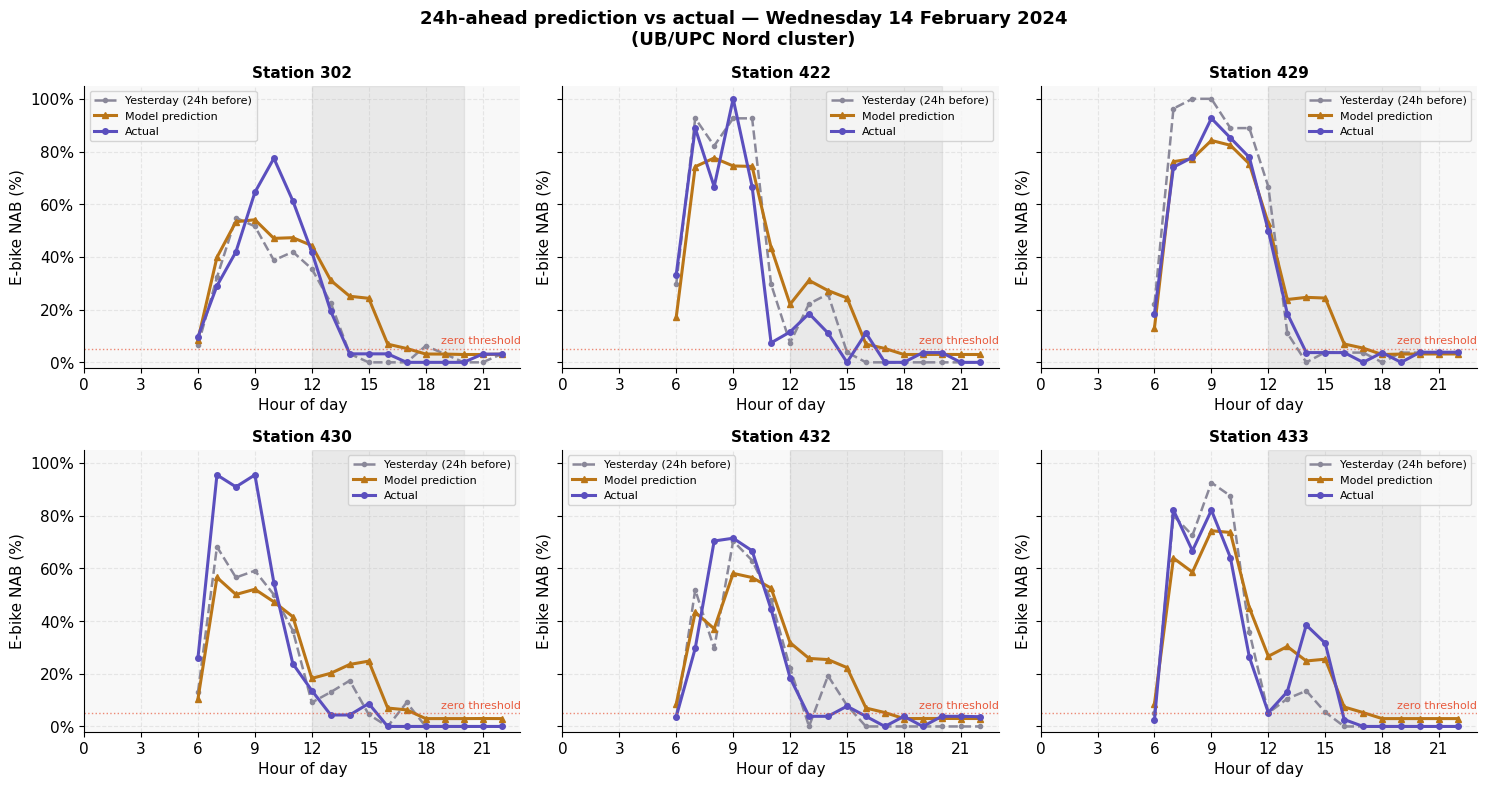 24h-ahead prediction vs actual — Wednesday 14 February 2024
(UB/UPC Nord cluster)
Station 302
Yesterday (24h before)
Model prediction
Actual
zero threshold
E-bike NAB (%)
100%
80%
60%
40%
20%
0%
0 3 6 9 12 15 18 21
Hour of day
Station 422
Yesterday (24h before)
Model prediction
Actual
zero threshold
E-bike NAB (%)
0 3 6 9 12 15 18 21
Hour of day
Station 429
Yesterday (24h before)
Model prediction
Actual
zero threshold
E-bike NAB (%)
0 3 6 9 12 15 18 21
Hour of day
Station 430
Yesterday (24h before)
Model prediction
Actual
zero threshold
E-bike NAB (%)
100%
80%
60%
40%
20%
0%
0 3 6 9 12 15 18 21
Hour of day
Station 432
Yesterday (24h before)
Model prediction
Actual
zero threshold
E-bike NAB (%)
0 3 6 9 12 15 18 21
Hour of day
Station 433
Yesterday (24h before)
Model prediction
Actual
zero threshold
E-bike NAB (%)
0 3 6 9 12 15 18 21
Hour of day